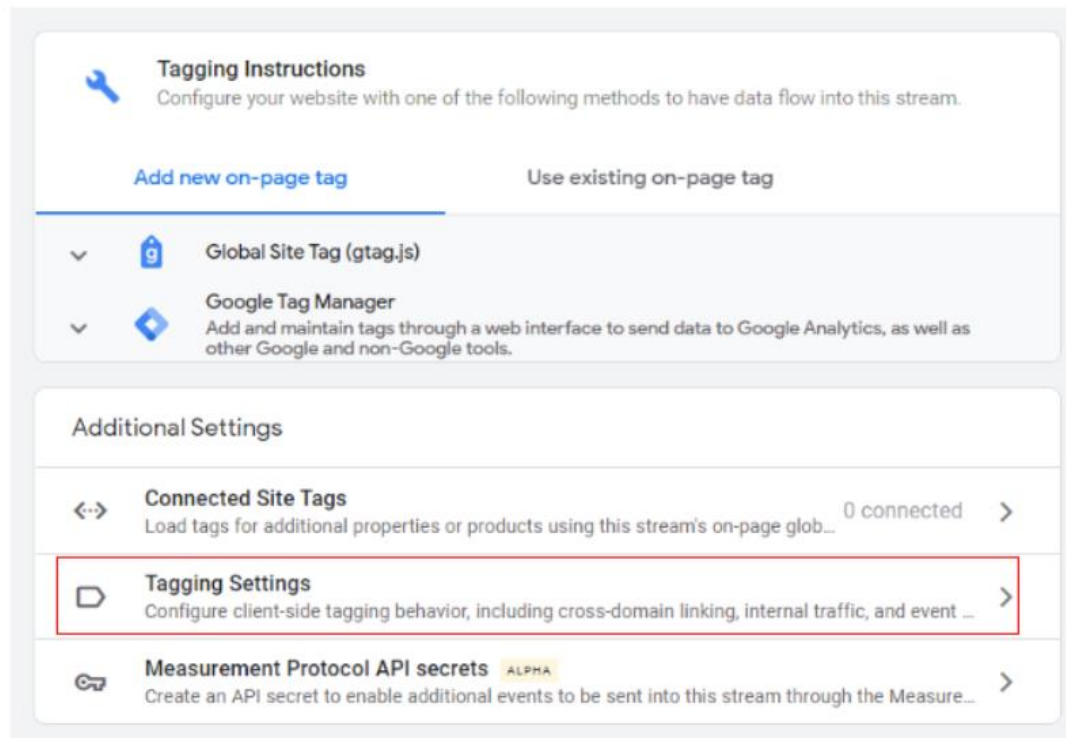 Tagging Instructions
Configure your website with one of the following methods to have data flow into this stream.
Add new on-page tag
Use existing on-page tag
g
Global Site Tag (gtag.js)
Google Tag Manager
Add and maintain tags through a web interface to send data to Google Analytics, as well as
other Google and non-Google tools.
Additional Settings
Connected Site Tags
Load tags for additional properties or products using this stream's on-page glob...
0 connected
Tagging Settings
Configure client-side tagging behavior, including cross-domain linking, internal traffic, and event ...
Measurement Protocol API secrets ALPHA
Create an API secret to enable additional events to be sent into this stream through the Measure...